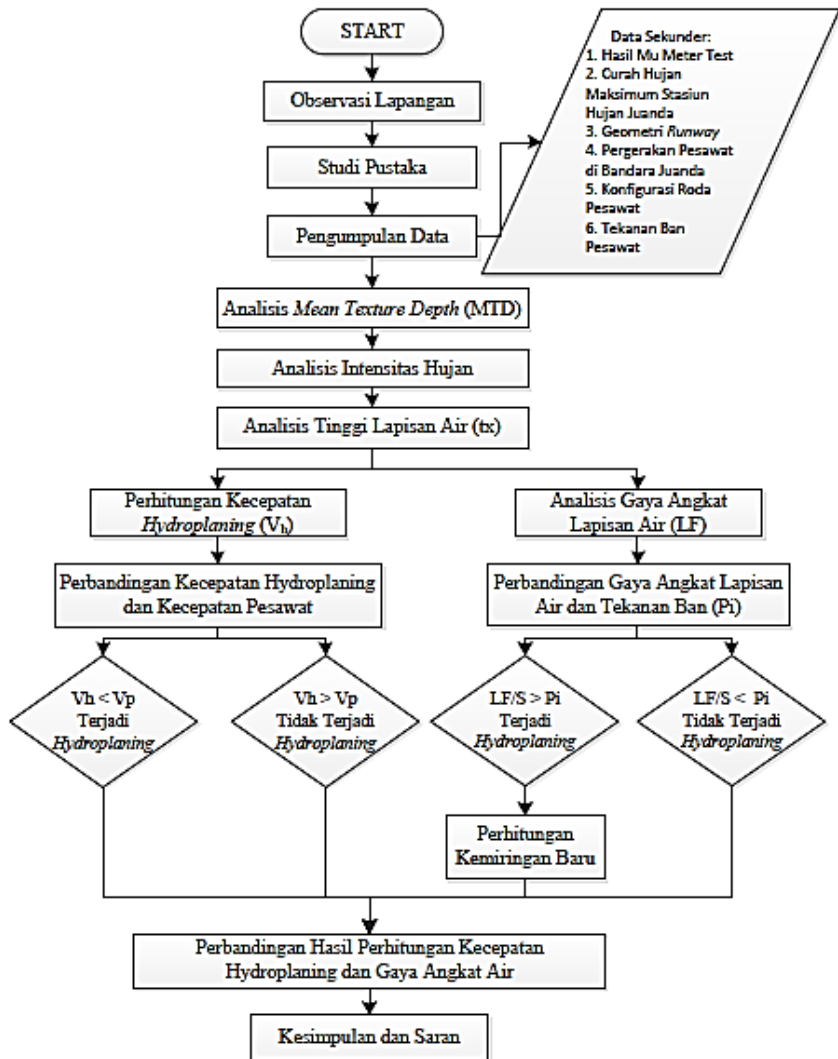 START
Observasi Lapangan
Studi Pustaka
Pengumpulan Data
Data Sekunder:
1. Hasil Mu Meter Test
2. Curah Hujan
Maksimum Stasiun
Hujan Juanda
3. Geometri Runway
4. Pergerakan Pesawat
di Bandara Juanda
5. Konfigurasi Roda
Pesawat
6. Tekanan Ban
Pesawat
Analisis Mean Texture Depth (MTD)
Analisis Intensitas Hujan
Analisis Tinggi Lapisan Air (tx)
Perhitungan Kecepatan
Hydroplaning (Vₕ)
Perbandingan Kecepatan Hydroplaning
dan Kecepatan Pesawat
Vh < Vp
Terjadi
Hydroplaning
Vh > Vp
Tidak Terjadi
Hydroplaning
Analisis Gaya Angkat
Lapisan Air (LF)
Perbandingan Gaya Angkat Lapisan
Air dan Tekanan Ban (Pi)
LF/S > Pi
Terjadi
Hydroplaning
LF/S < Pi
Tidak Terjadi
Hydroplaning
Perhitungan
Kemiringan Baru
Perbandingan Hasil Perhitungan Kecepatan
Hydroplaning dan Gaya Angkat Air
Kesimpulan dan Saran